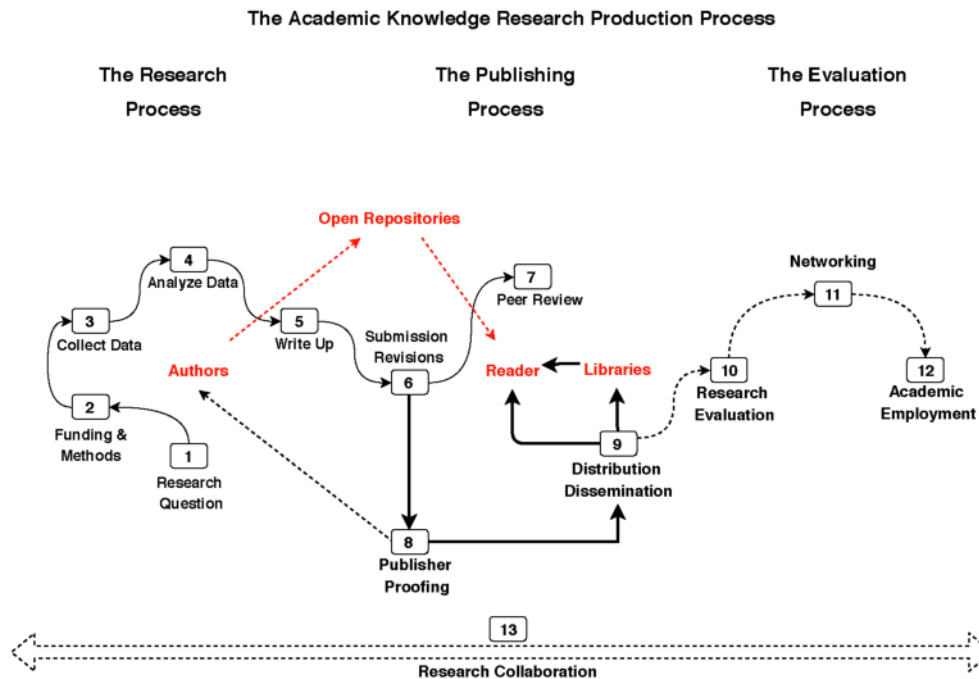 The Academic Knowledge Research Production Process
The Research
Process
The Publishing
Process
The Evaluation
Process
Open Repositories
4
Analyze Data
7
Peer Review
Networking
11
3
Collect Data
5
Write Up
Submission
Revisions
6
Authors
Reader
Libraries
10
Research
Evaluation
12
Academic
Employment
2
Funding &
Methods
1
Research
Question
9
Distribution
Dissemination
8
Publisher
Proofing
13
Research Collaboration